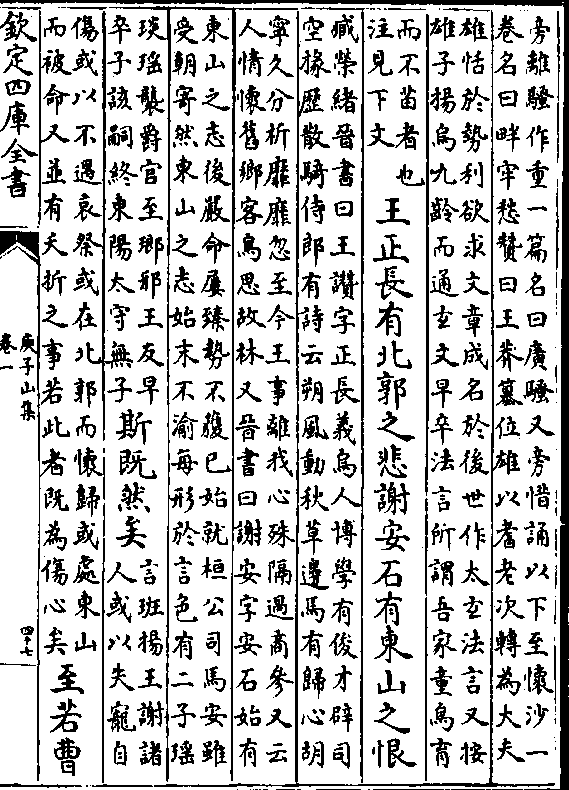 旁離騷作重一篇名曰廣騷又旁惜誦以下至懷沙一
卷名曰畔牢愁贊曰王莽簒位雄以耆老次轉為大夫
雄恬於勢利欲求文章成名於後世作太𤣥法言又按
雄子揚烏九齡而通𤣥文早卒法言所謂吾家童烏育
而不苗者也
注見下文
王正長有北郭之悲謝安石有東山之恨
臧榮緒晉書曰王讚字正長義烏人博學有俊才辟司
空掾歴散騎侍郎有詩云朔風動秋草邊馬有歸心胡
寧久分析靡靡忽至今王事離我心殊隔過商參又云
人情懷舊鄉客鳥思故林又晉書曰謝安字安石始有
東山之志後嚴命屢臻勢不獲已始就桓公司馬安雖
受朝寄然東山之志始末不渝每形於言色有二子瑶
琰瑶襲爵官至瑯邪王友早
卒子該嗣終東陽太守無子
斯既然矣
言班揚王謝諸
人或以失寵自
傷或以不遇哀祭或在北郭而懷歸或處東山
而被命又並有夭折之事若此者既為傷心矣
至若曹
欽定四庫全書
庾子山集
卷一
四十七